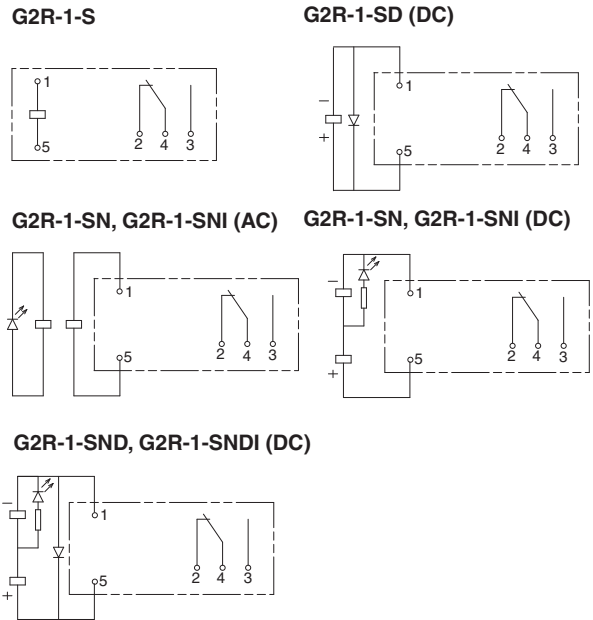 G2R-1-S
G2R-1-SD (DC)
1
5
2 4 3
–
+
1
5
2 4 3
G2R-1-SN, G2R-1-SNI (AC)
G2R-1-SN, G2R-1-SNI (DC)
1
5
2 4 3
–
+
1
5
2 4 3
G2R-1-SND, G2R-1-SNDI (DC)
–
+
1
5
2 4 3